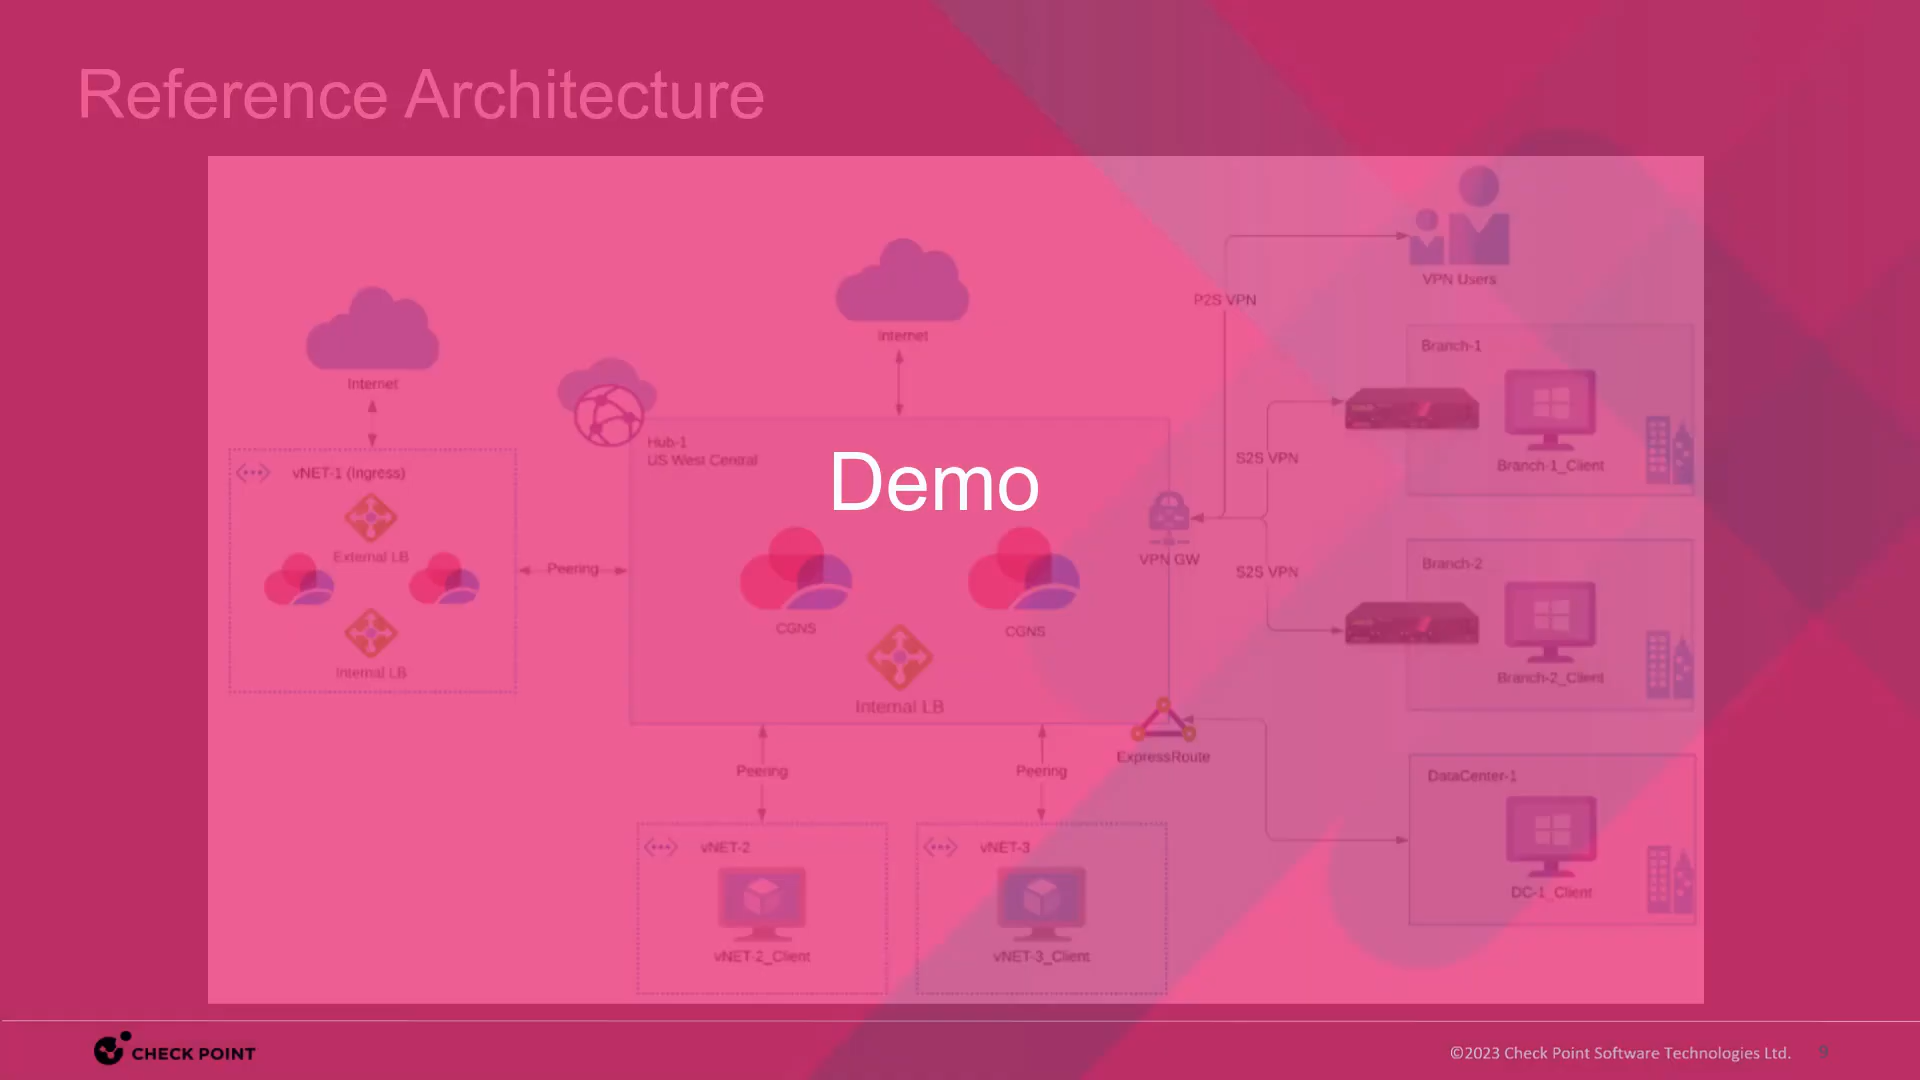 Reference Architecture
VPN Users
P2S VPN
Internet
Internet
Branch-1
Branch-1_Client
Hub-1
US West Central
Demo
S2S VPN
vNET-1 (Ingress)
External LB
Peering
VPN GW
S2S VPN
Branch-2
Branch-2_Client
CGNS
CGNS
Internal LB
Internal LB
Peering
Peering
ExpressRoute
DataCenter-1
DC-1_Client
vNET-2
vNET-3
vNET-2_Client
vNET-3_Client
CHECK POINT
©2023 Check Point Software Technologies Ltd.
9